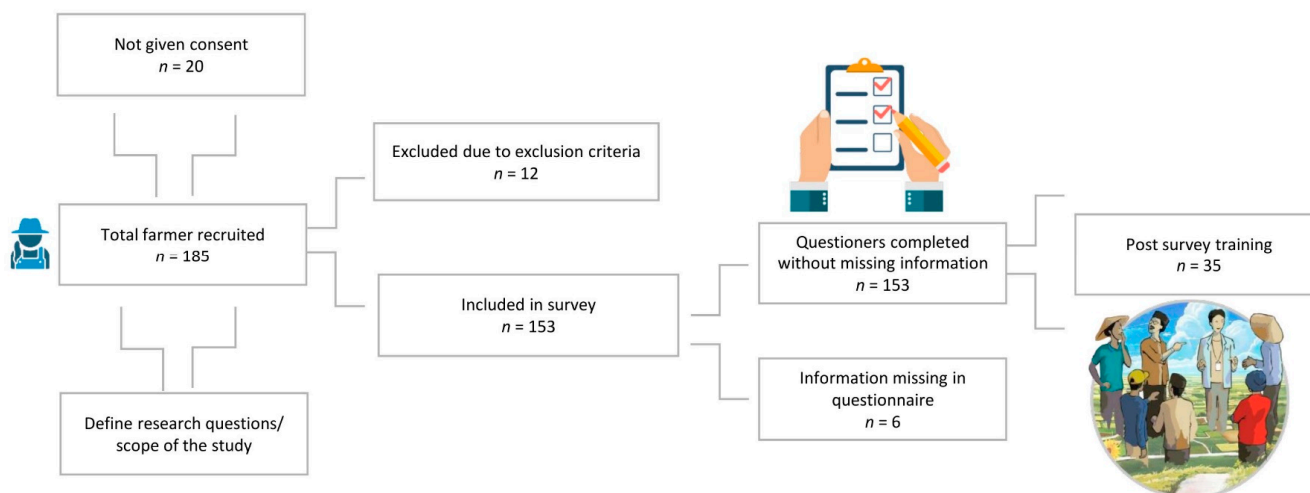 Not given consent
n = 20
Excluded due to exclusion criteria
n = 12
Total farmer recruited
n = 185
Questioners completed
without missing information
n = 153
Post survey training
n = 35
Included in survey
n = 153
Information missing in
questionnaire
n = 6
Define research questions/
scope of the study